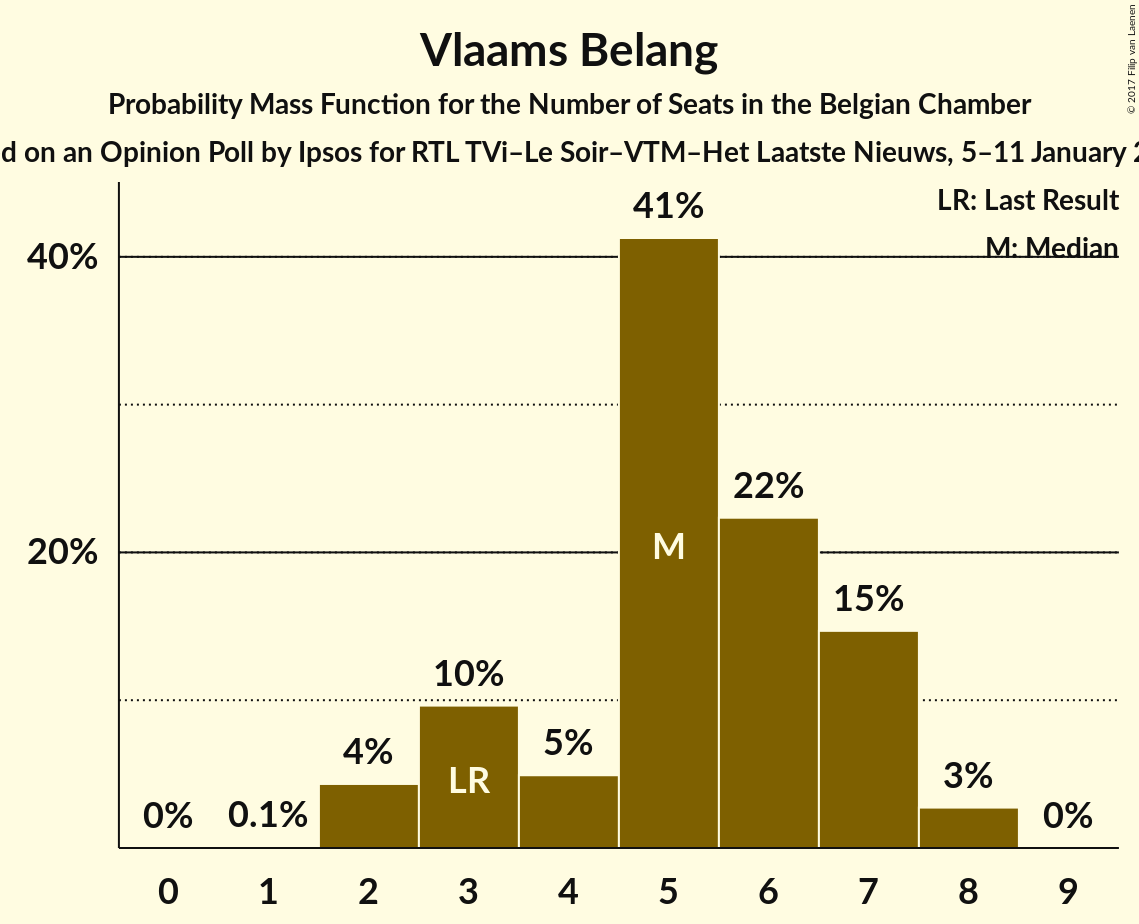 Vlaams Belang
Probability Mass Function for the Number of Seats in the Belgian Chamber
d on an Opinion Poll by Ipsos for RTL TVi–Le Soir–VTM–Het Laatste Nieuws, 5–11 January 2
© 2017 Filip van Laenen
LR: Last Result
M: Median
41%
40%
22%
M
20%
15%
10%
5%
4%
LR
3%
0% 0.1% 0%
0 1 2 3 4 5 6 7 8 9